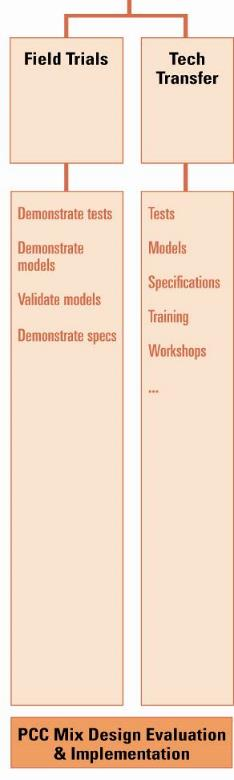 Field Trials
Tech
Transfer
Demonstrate tests
Demonstrate
models
Validate models
Demonstrate specs
Tests
Models
Specifications
Training
Workshops
...
PCC Mix Design Evaluation
& Implementation